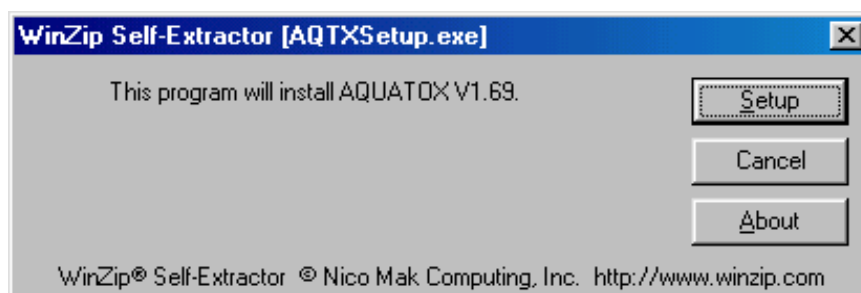 WinZip Self-Extractor [AQTXSetup.exe]
This program will install AQUATOX V1.69.
Setup
Cancel
About
WinZip® Self-Extractor © Nico Mak Computing, Inc. http://www.winzip.com